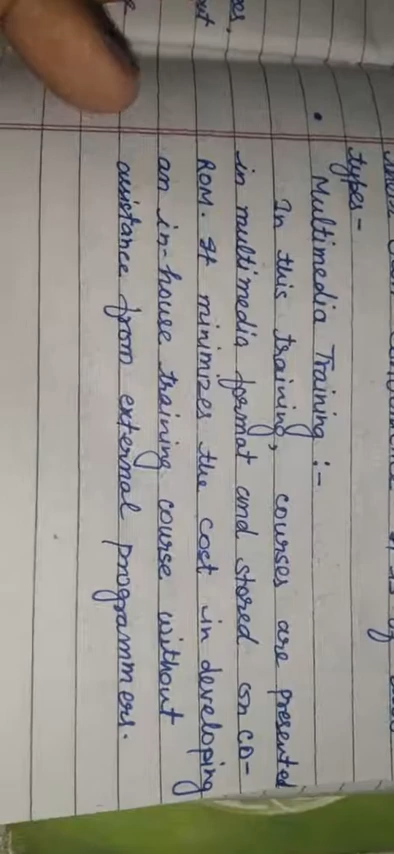 types-
• Multimedia Training :-
In this training, courses are presented
in multimedia format and stored on CD-
ROM. It minimizes the cost in developing
an in-house training course without
assistance from external programmers.